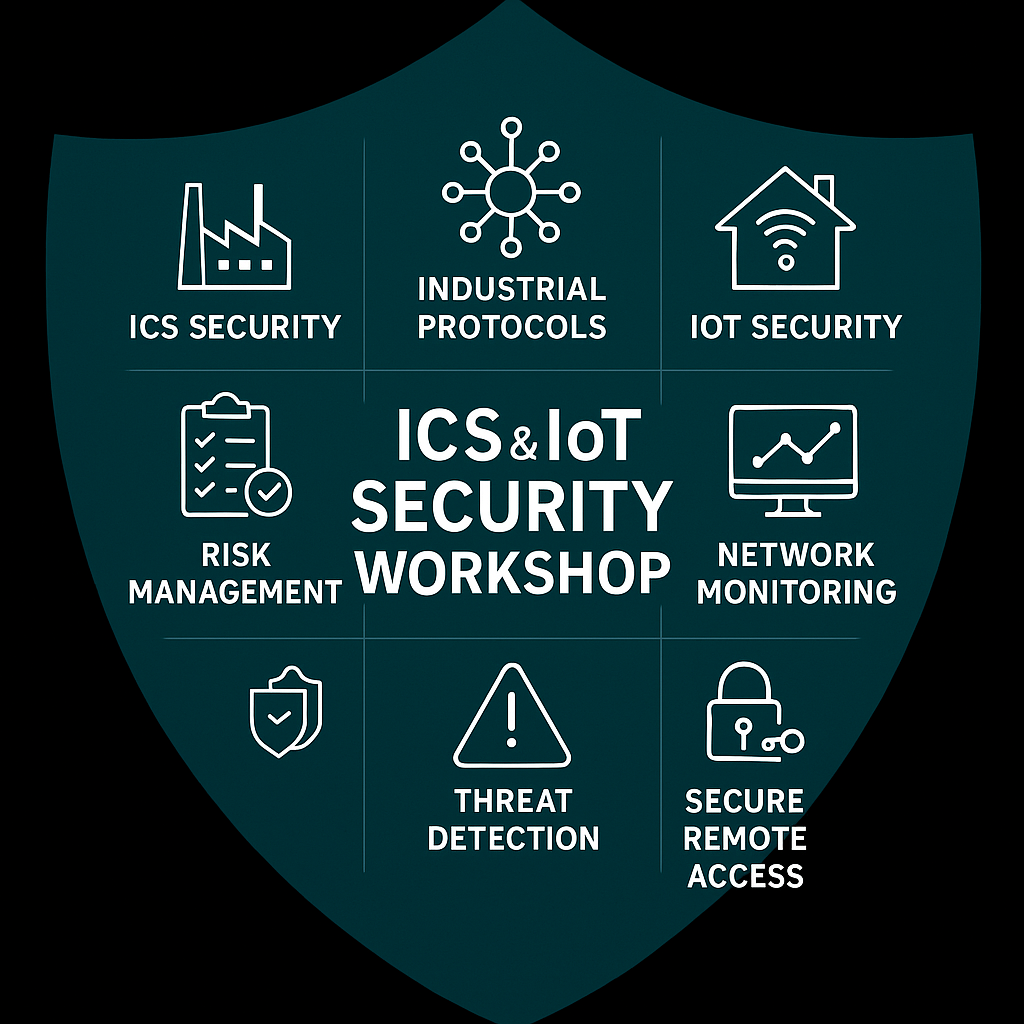 ICS SECURITY
INDUSTRIAL
PROTOCOLS
IOT SECURITY
RISK
MANAGEMENT
ICS & IoT
SECURITY
WORKSHOP
NETWORK
MONITORING
THREAT
DETECTION
SECURE
REMOTE
ACCESS